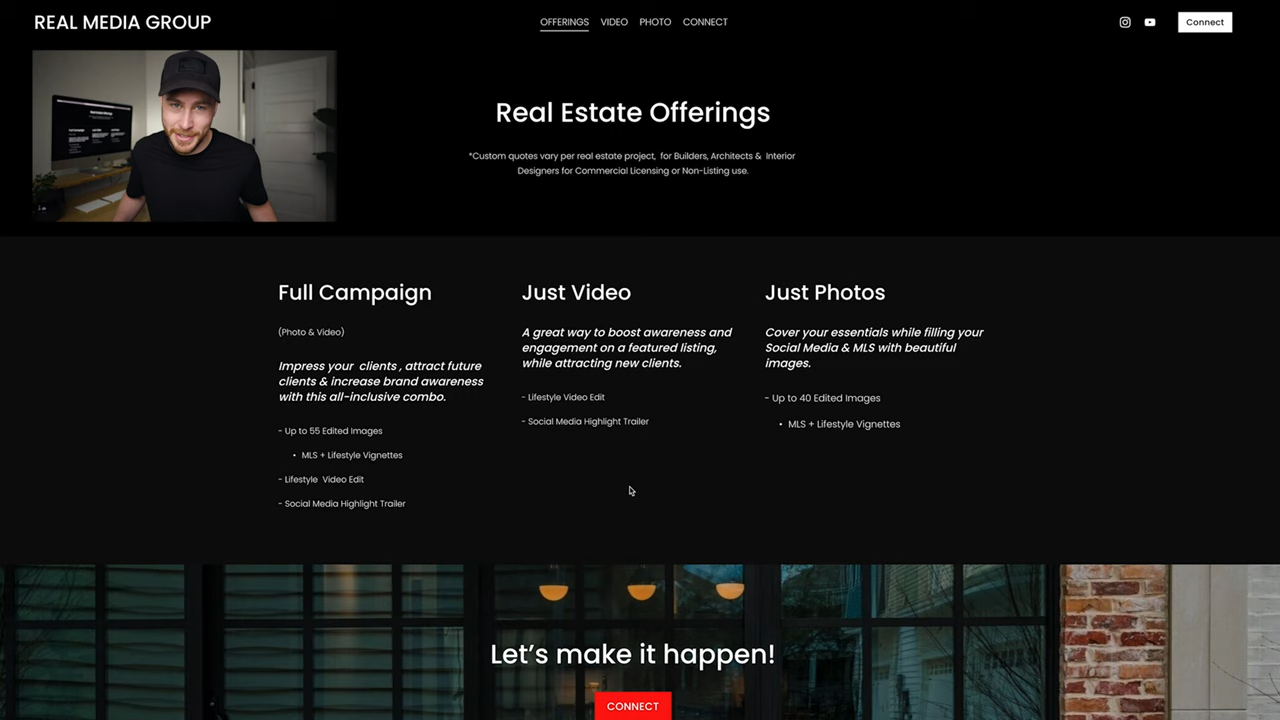 REAL MEDIA GROUP
OFFERINGS VIDEO PHOTO CONNECT
Connect
Real Estate Offerings
*Custom quotes vary per real estate project, for Builders, Architects & Interior
Designers for Commercial Licensing or Non-Listing use.
Full Campaign
(Photo & Video)
Impress your clients , attract future
clients & increase brand awareness
with this all-inclusive combo.
- Up to 55 Edited Images
• MLS + Lifestyle Vignettes
- Lifestyle Video Edit
- Social Media Highlight Trailer
Just Video
A great way to boost awareness and
engagement on a featured listing,
while attracting new clients.
- Lifestyle Video Edit
- Social Media Highlight Trailer
Just Photos
Cover your essentials while filling your
Social Media & MLS with beautiful
images.
- Up to 40 Edited Images
• MLS + Lifestyle Vignettes
Let's make it happen!
CONNECT